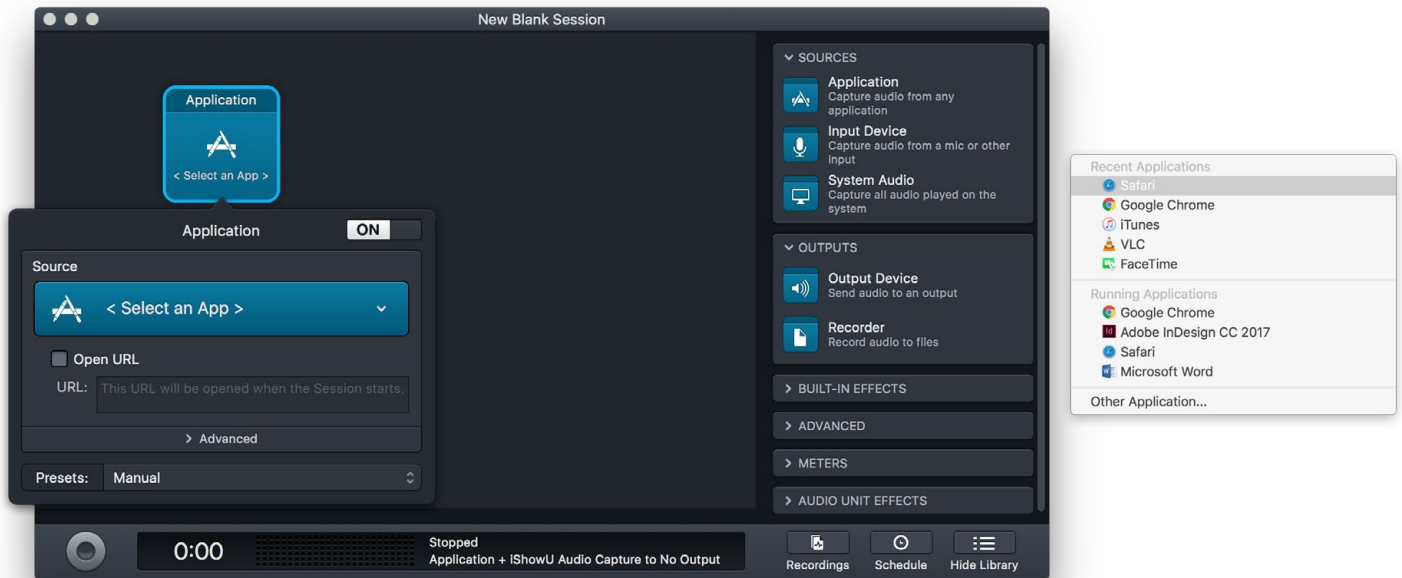 New Blank Session
Application
< Select an App >
Application
ON
Source
< Select an App >
Open URL
URL: This URL will be opened when the Session starts.
Advanced
Presets: Manual
SOURCES
Application
Capture audio from any
application
Input Device
Capture audio from a mic or other
input
System Audio
Capture all audio played on the
system
OUTPUTS
Output Device
Send audio to an output
Recorder
Record audio to files
BUILT-IN EFFECTS
ADVANCED
METERS
AUDIO UNIT EFFECTS
0:00
Stopped
Application + iShowU Audio Capture to No Output
Recordings
Schedule
Hide Library
Recent Applications
Safari
Google Chrome
iTunes
VLC
FaceTime
Running Applications
Google Chrome
Id Adobe InDesign CC 2017
Safari
Microsoft Word
Other Application...